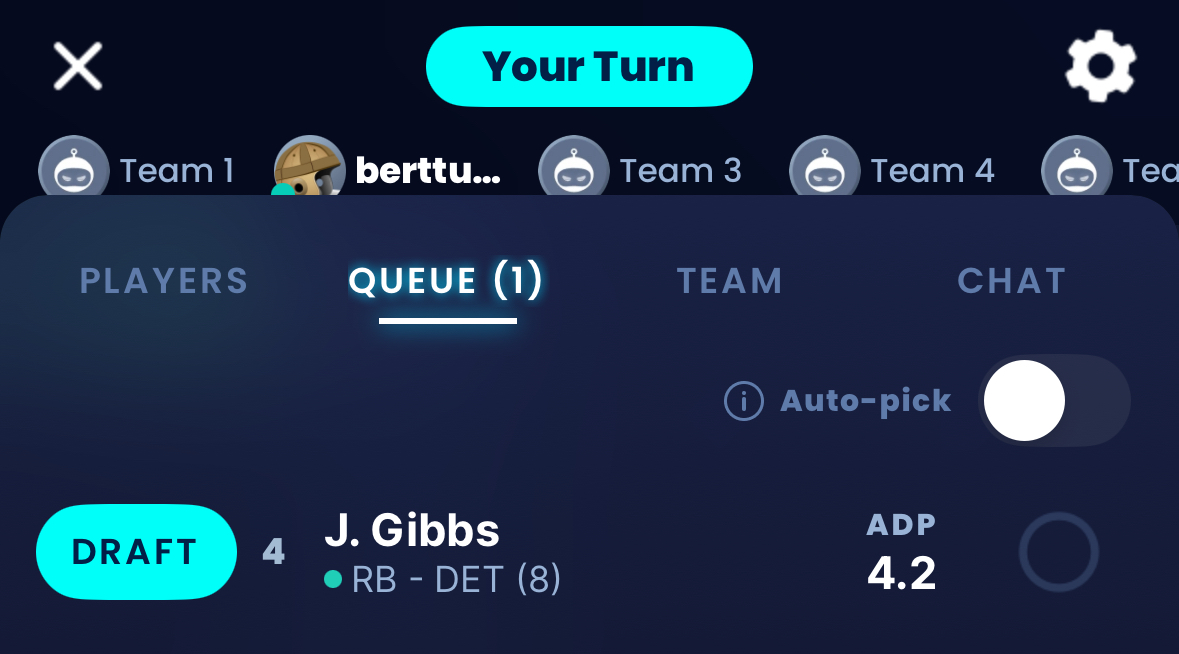 Your Turn
Team 1 berttu... Team 3 Team 4 Tea
PLAYERS QUEUE (1) TEAM CHAT
Auto-pick
DRAFT 4 J. Gibbs ADP
RB - DET (8) 4.2